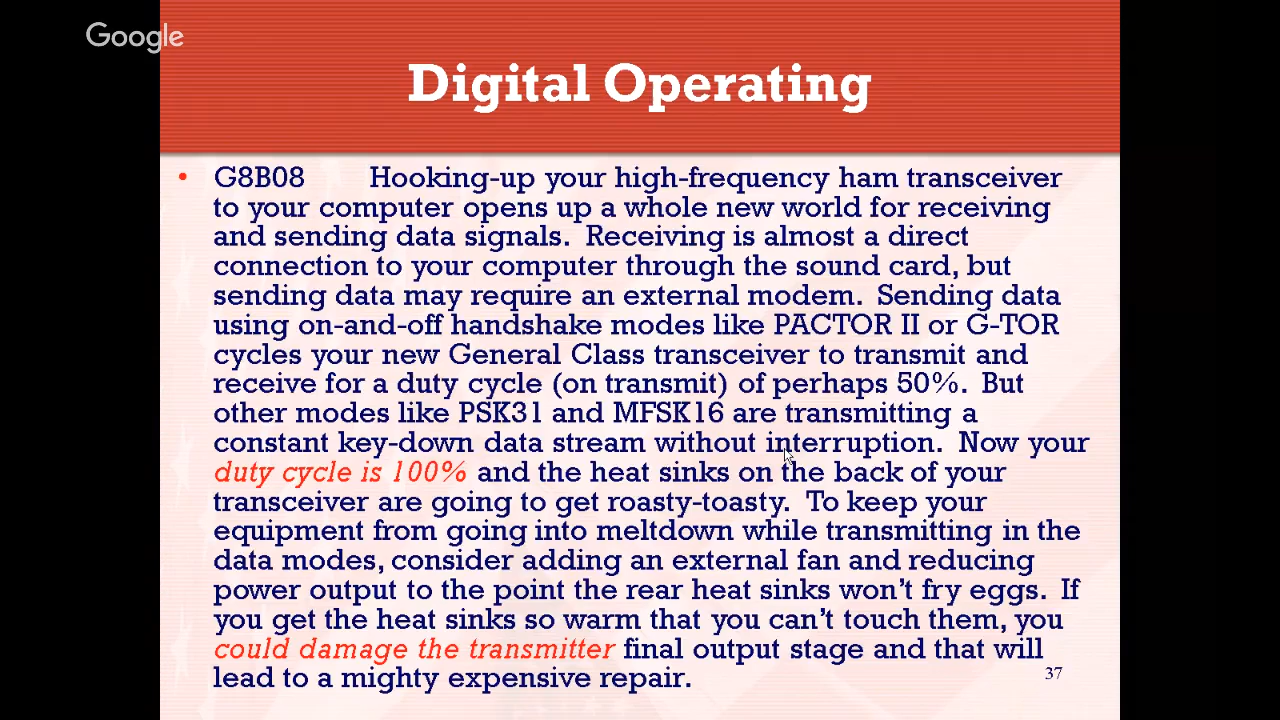 Google
Digital Operating
• G8B08 Hooking-up your high-frequency ham transceiver
to your computer opens up a whole new world for receiving
and sending data signals. Receiving is almost a direct
connection to your computer through the sound card, but
sending data may require an external modem. Sending data
using on-and-off handshake modes like PACTOR II or G-TOR
cycles your new General Class transceiver to transmit and
receive for a duty cycle (on transmit) of perhaps 50%. But
other modes like PSK31 and MFSK16 are transmitting a
constant key-down data stream without interruption. Now your
duty cycle is 100% and the heat sinks on the back of your
transceiver are going to get roasty-toasty. To keep your
equipment from going into meltdown while transmitting in the
data modes, consider adding an external fan and reducing
power output to the point the rear heat sinks won't fry eggs. If
you get the heat sinks so warm that you can't touch them, you
could damage the transmitter final output stage and that will
lead to a mighty expensive repair.
37